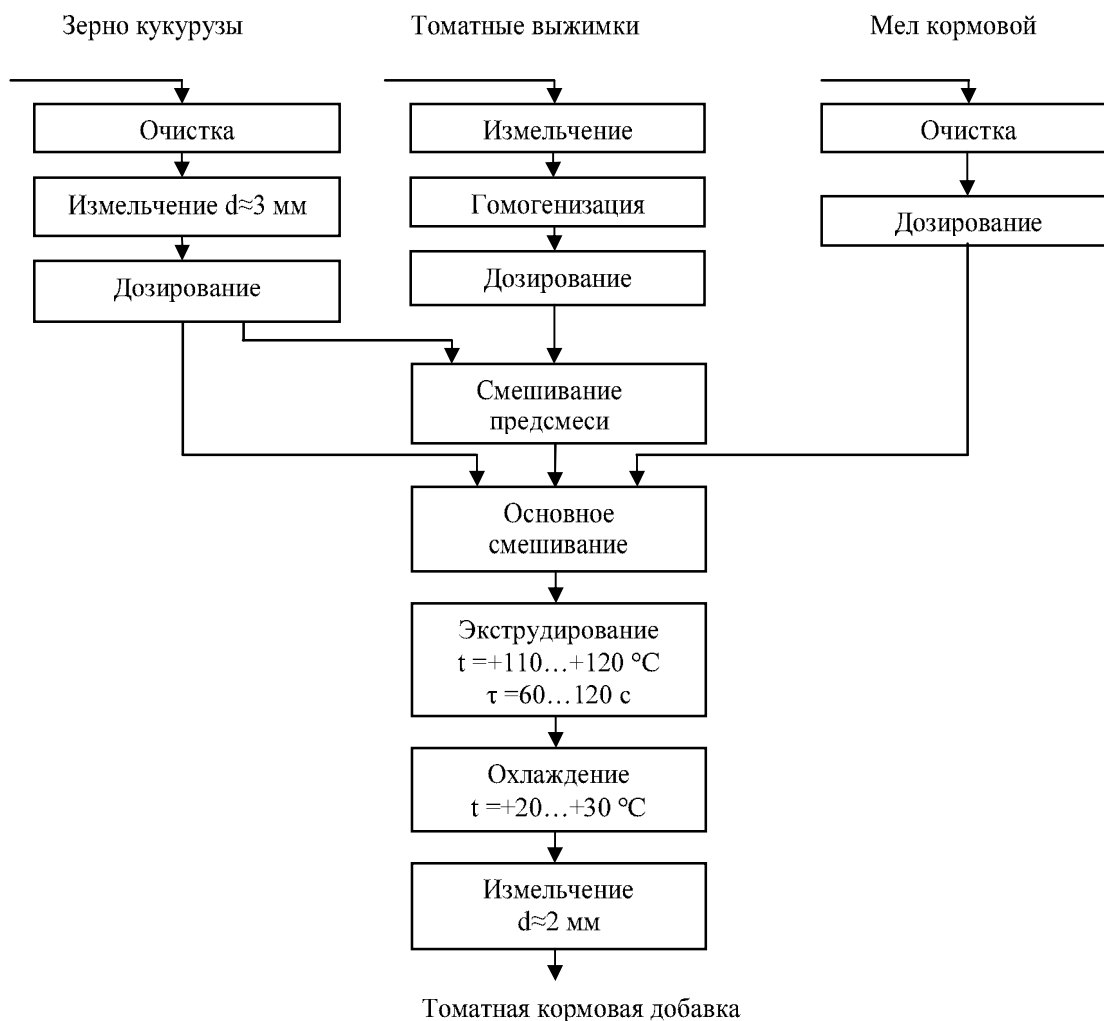 Зерно кукурузы
Томатные выжимки
Мел кормовой
Очистка
Измельчение
Очистка
Измельчение d≈3 мм
Гомогенизация
Дозирование
Дозирование
Дозирование
Смешивание
предсмеси
Основное
смешивание
Экструдирование
t =+110…+120 °C
τ =60…120 с
Охлаждение
t =+20…+30 °C
Измельчение
d≈2 мм
Томатная кормовая добавка